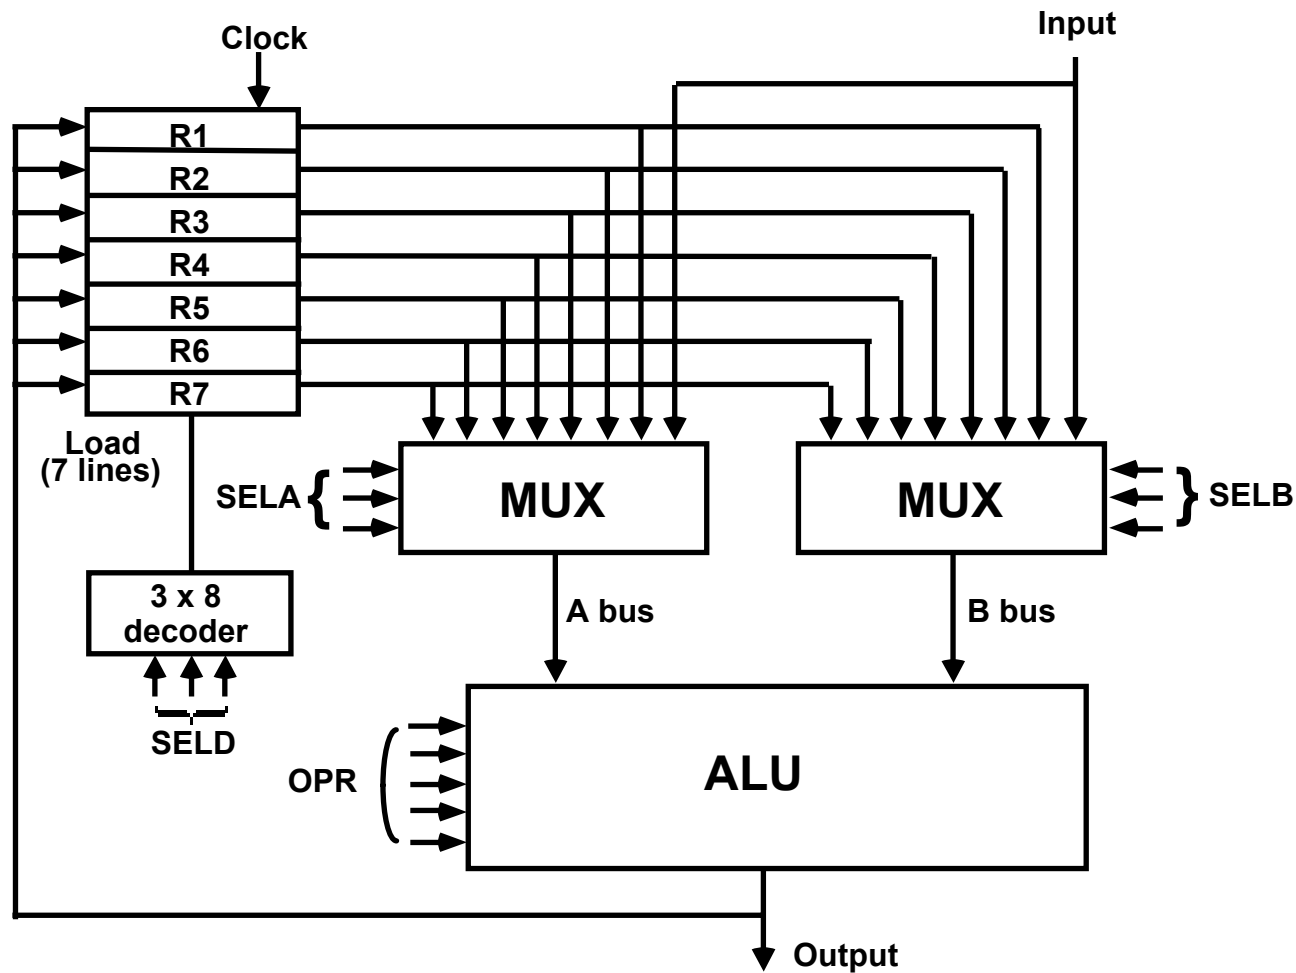 Clock
Input
R1
R2
R3
R4
R5
R6
R7
Load
(7 lines)
SELA {
MUX
MUX
} SELB
3 x 8
decoder
A bus
B bus
SELD
OPR
ALU
Output